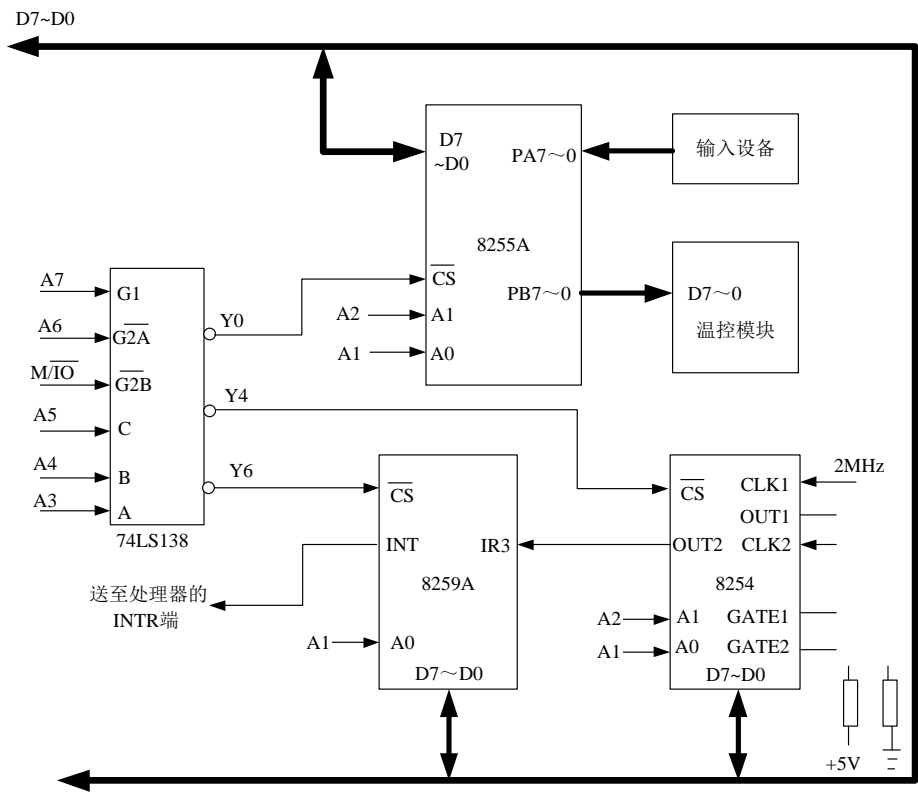 D7~D0
D7
~D0
PA7～0
输入设备
8255A
CS
PB7～0
D7～0
温控模块
A2
A1
A1
A0
A7
G1
Y0
A6
G2A
M/IO
G2B
A5
C
Y4
A4
B
Y6
A3
A
74LS138
CS
INT
IR3
8259A
送至处理器的
INTR端
A1
A0
D7～D0
CS
CLK1
2MHz
OUT1
OUT2
CLK2
8254
A2
A1
GATE1
A1
A0
GATE2
D7~D0
+5V